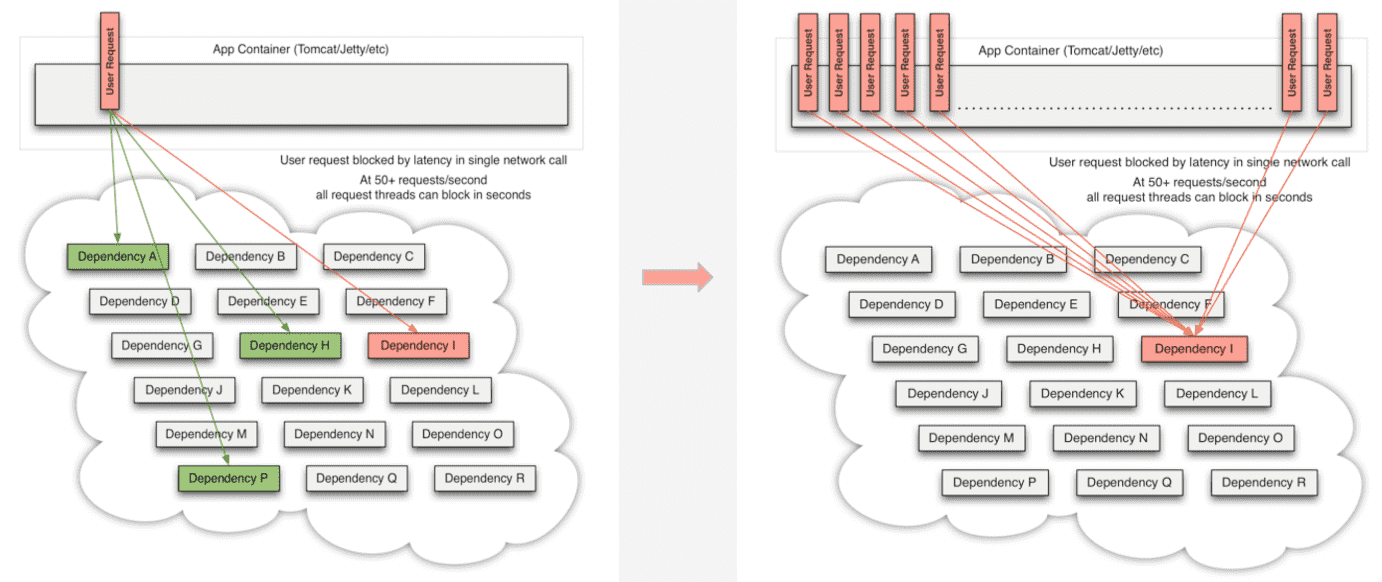 User Request
App Container (Tomcat/Jetty/etc)
User request blocked by latency in single network call
At 50+ requests/second
all request threads can block in seconds
Dependency A
Dependency B
Dependency C
Dependency D
Dependency E
Dependency F
Dependency G
Dependency H
Dependency I
Dependency J
Dependency K
Dependency L
Dependency M
Dependency N
Dependency O
Dependency P
Dependency Q
Dependency R
User Request
User Request
User Request
User Request
User Request
User Request
User Request
App Container (Tomcat/Jetty/etc)
User request blocked by latency in single network call
At 50+ requests/second
all request threads can block in seconds
Dependency A
Dependency B
Dependency C
Dependency D
Dependency E
Dependency F
Dependency G
Dependency H
Dependency I
Dependency J
Dependency K
Dependency L
Dependency M
Dependency N
Dependency O
Dependency P
Dependency Q
Dependency R